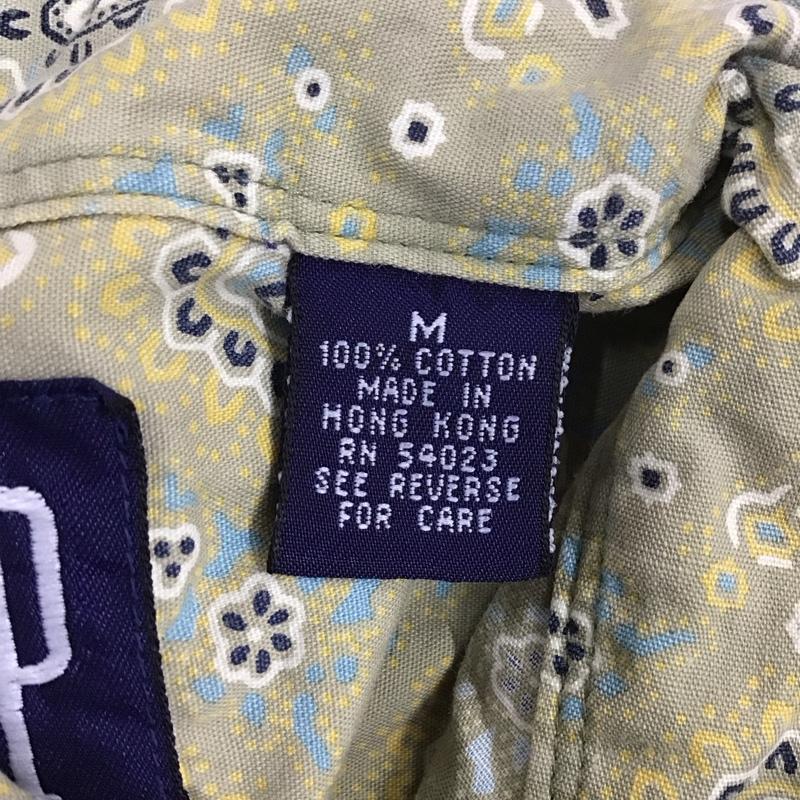 M
100% COTTON
MADE IN
HONG KONG
RN 54023
SEE REVERSE
FOR CARE